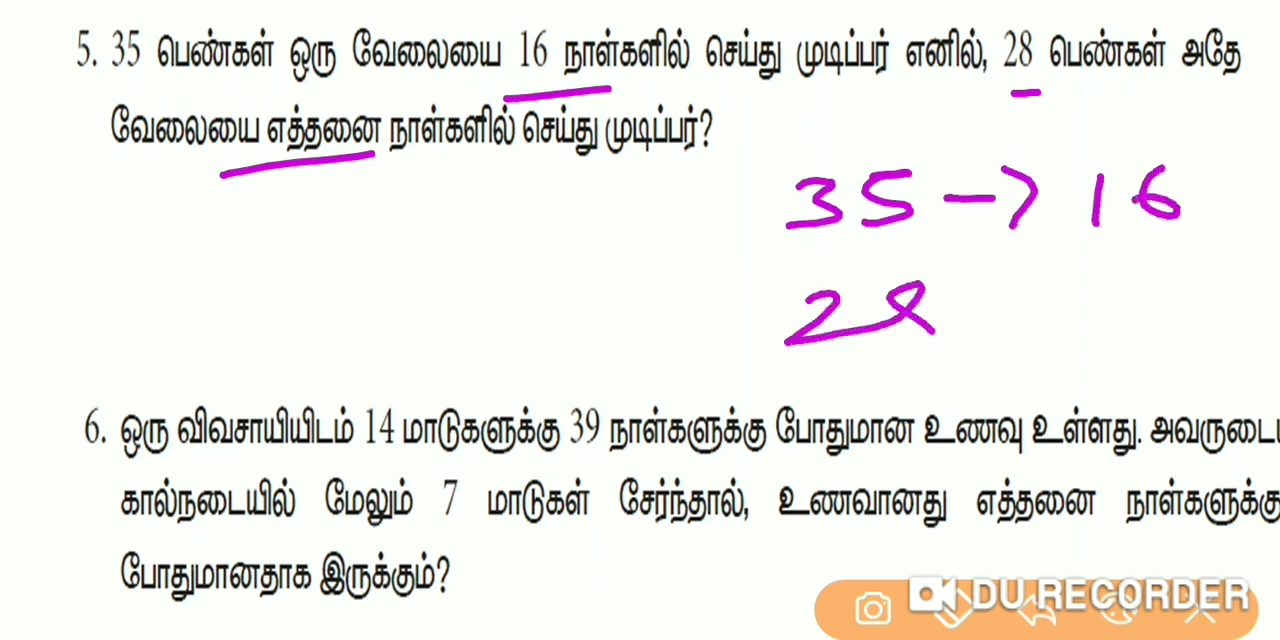 5. 35 பெண்கள் ஒரு வேலையை 16 நாள்களில் செய்து முடிப்பர் எனில், 28 பெண்கள் அதே
வேலையை எத்தனை நாள்களில் செய்து முடிப்பர்?
35 → 16
28
6. ஒரு விவசாயியிடம் 14 மாடுகளுக்கு 39 நாள்களுக்கு போதுமான உணவு உள்ளது. அவருடைய
கால்நடையில் மேலும் 7 மாடுகள் சேர்ந்தால், உணவானது எத்தனை நாள்களுக்கு
போதுமானதாக இருக்கும்?
DU RECORDER